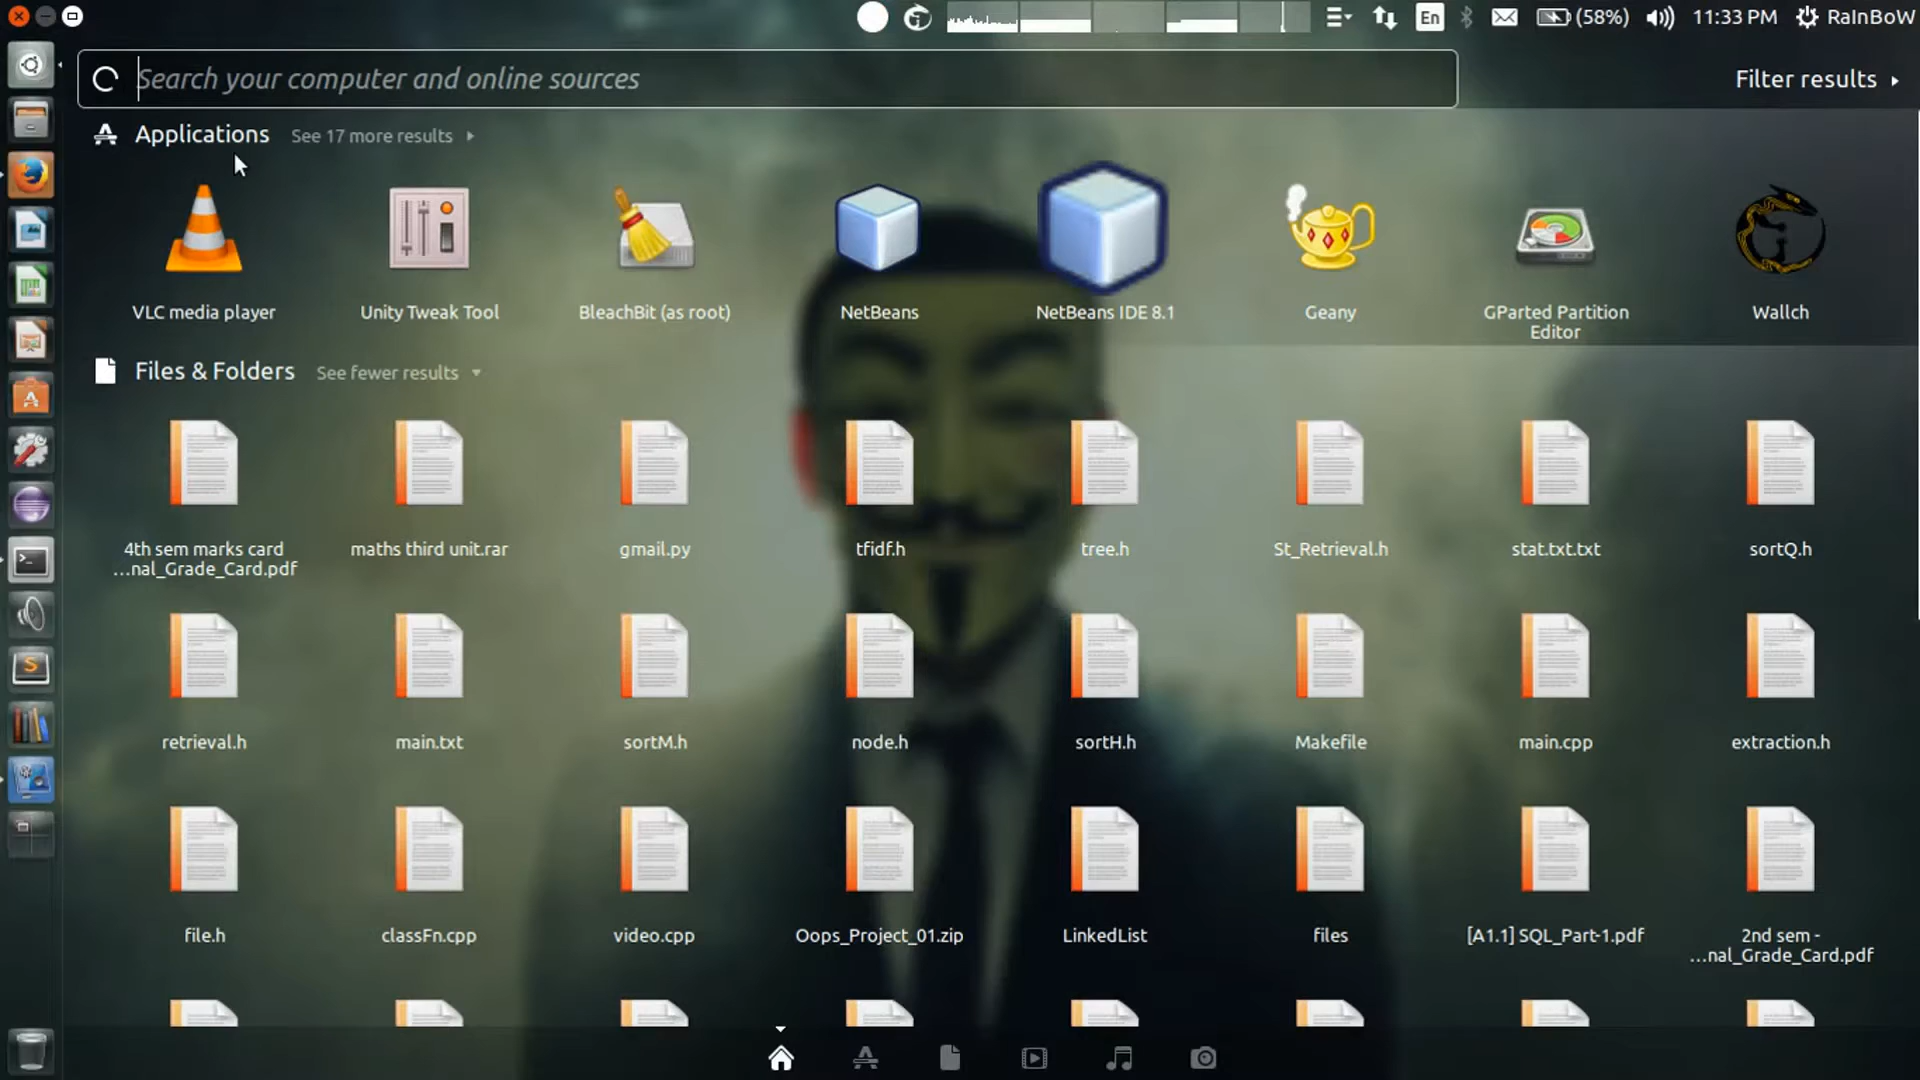 En
(58%)
11:33 PM
RaInBoW
Search your computer and online sources
Filter results
Applications
See 17 more results
VLC media player
Unity Tweak Tool
BleachBit (as root)
NetBeans
NetBeans IDE 8.1
Geany
GParted Partition
Editor
Wallch
Files & Folders
See fewer results
4th sem marks card
...nal_Grade_Card.pdf
maths third unit.rar
gmail.py
tfidf.h
tree.h
St_Retrieval.h
stat.txt.txt
sortQ.h
retrieval.h
main.txt
sortM.h
node.h
sortH.h
Makefile
main.cpp
extraction.h
file.h
classFn.cpp
video.cpp
Oops_Project_01.zip
LinkedList
files
[A1.1] SQL_Part-1.pdf
2nd sem -
...nal_Grade_Card.pdf